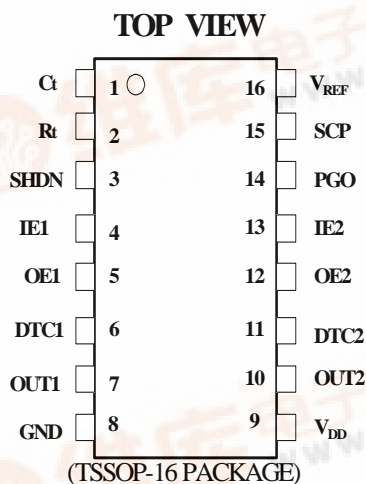 TOP VIEW
Ct 1 16 VREF
Rt 2 15 SCP
SHDN 3 14 PGO
IE1 4 13 IE2
OE1 5 12 OE2
DTC1 6 11 DTC2
OUT1 7 10 OUT2
GND 8 9 VDD
(TSSOP-16 PACKAGE)